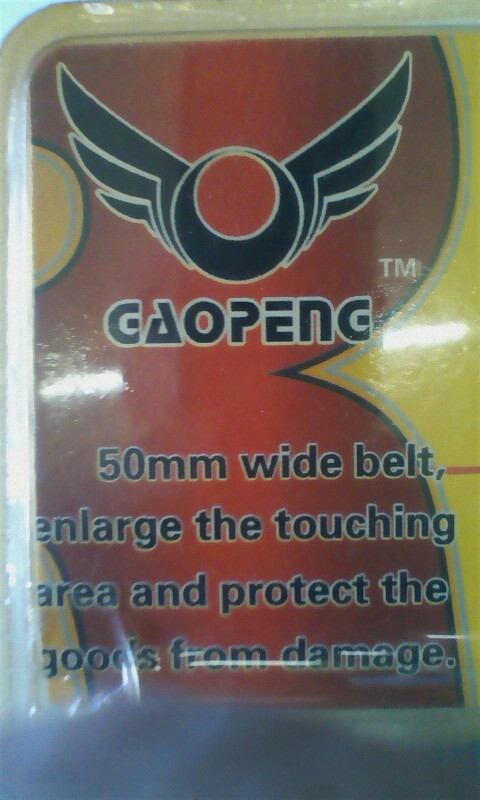 TM
GAOPENG
50mm wide belt,
enlarge the touching
area and protect the
goods from damage.